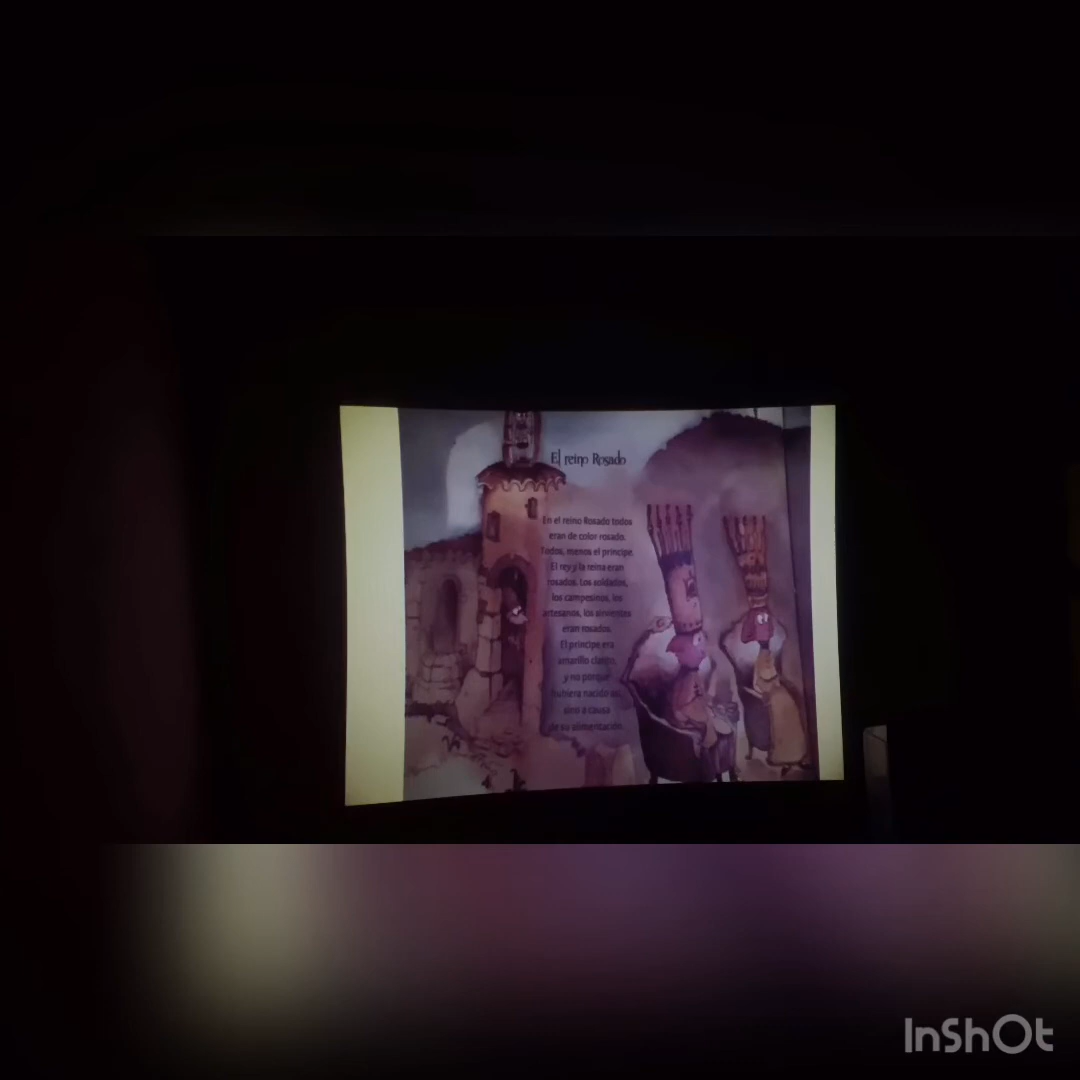 El reino Rosado
En el reino Rosado todos
eran de color rosado.
Todos, menos el príncipe.
El rey y la reina eran
rosados. Los soldados,
los campesinos, los
artesanos, los sirvientes
eran rosados.
El príncipe era
amarillo clarito,
y no porque
hubiera nacido así,
sino a causa
de su alimentación.
InShOt